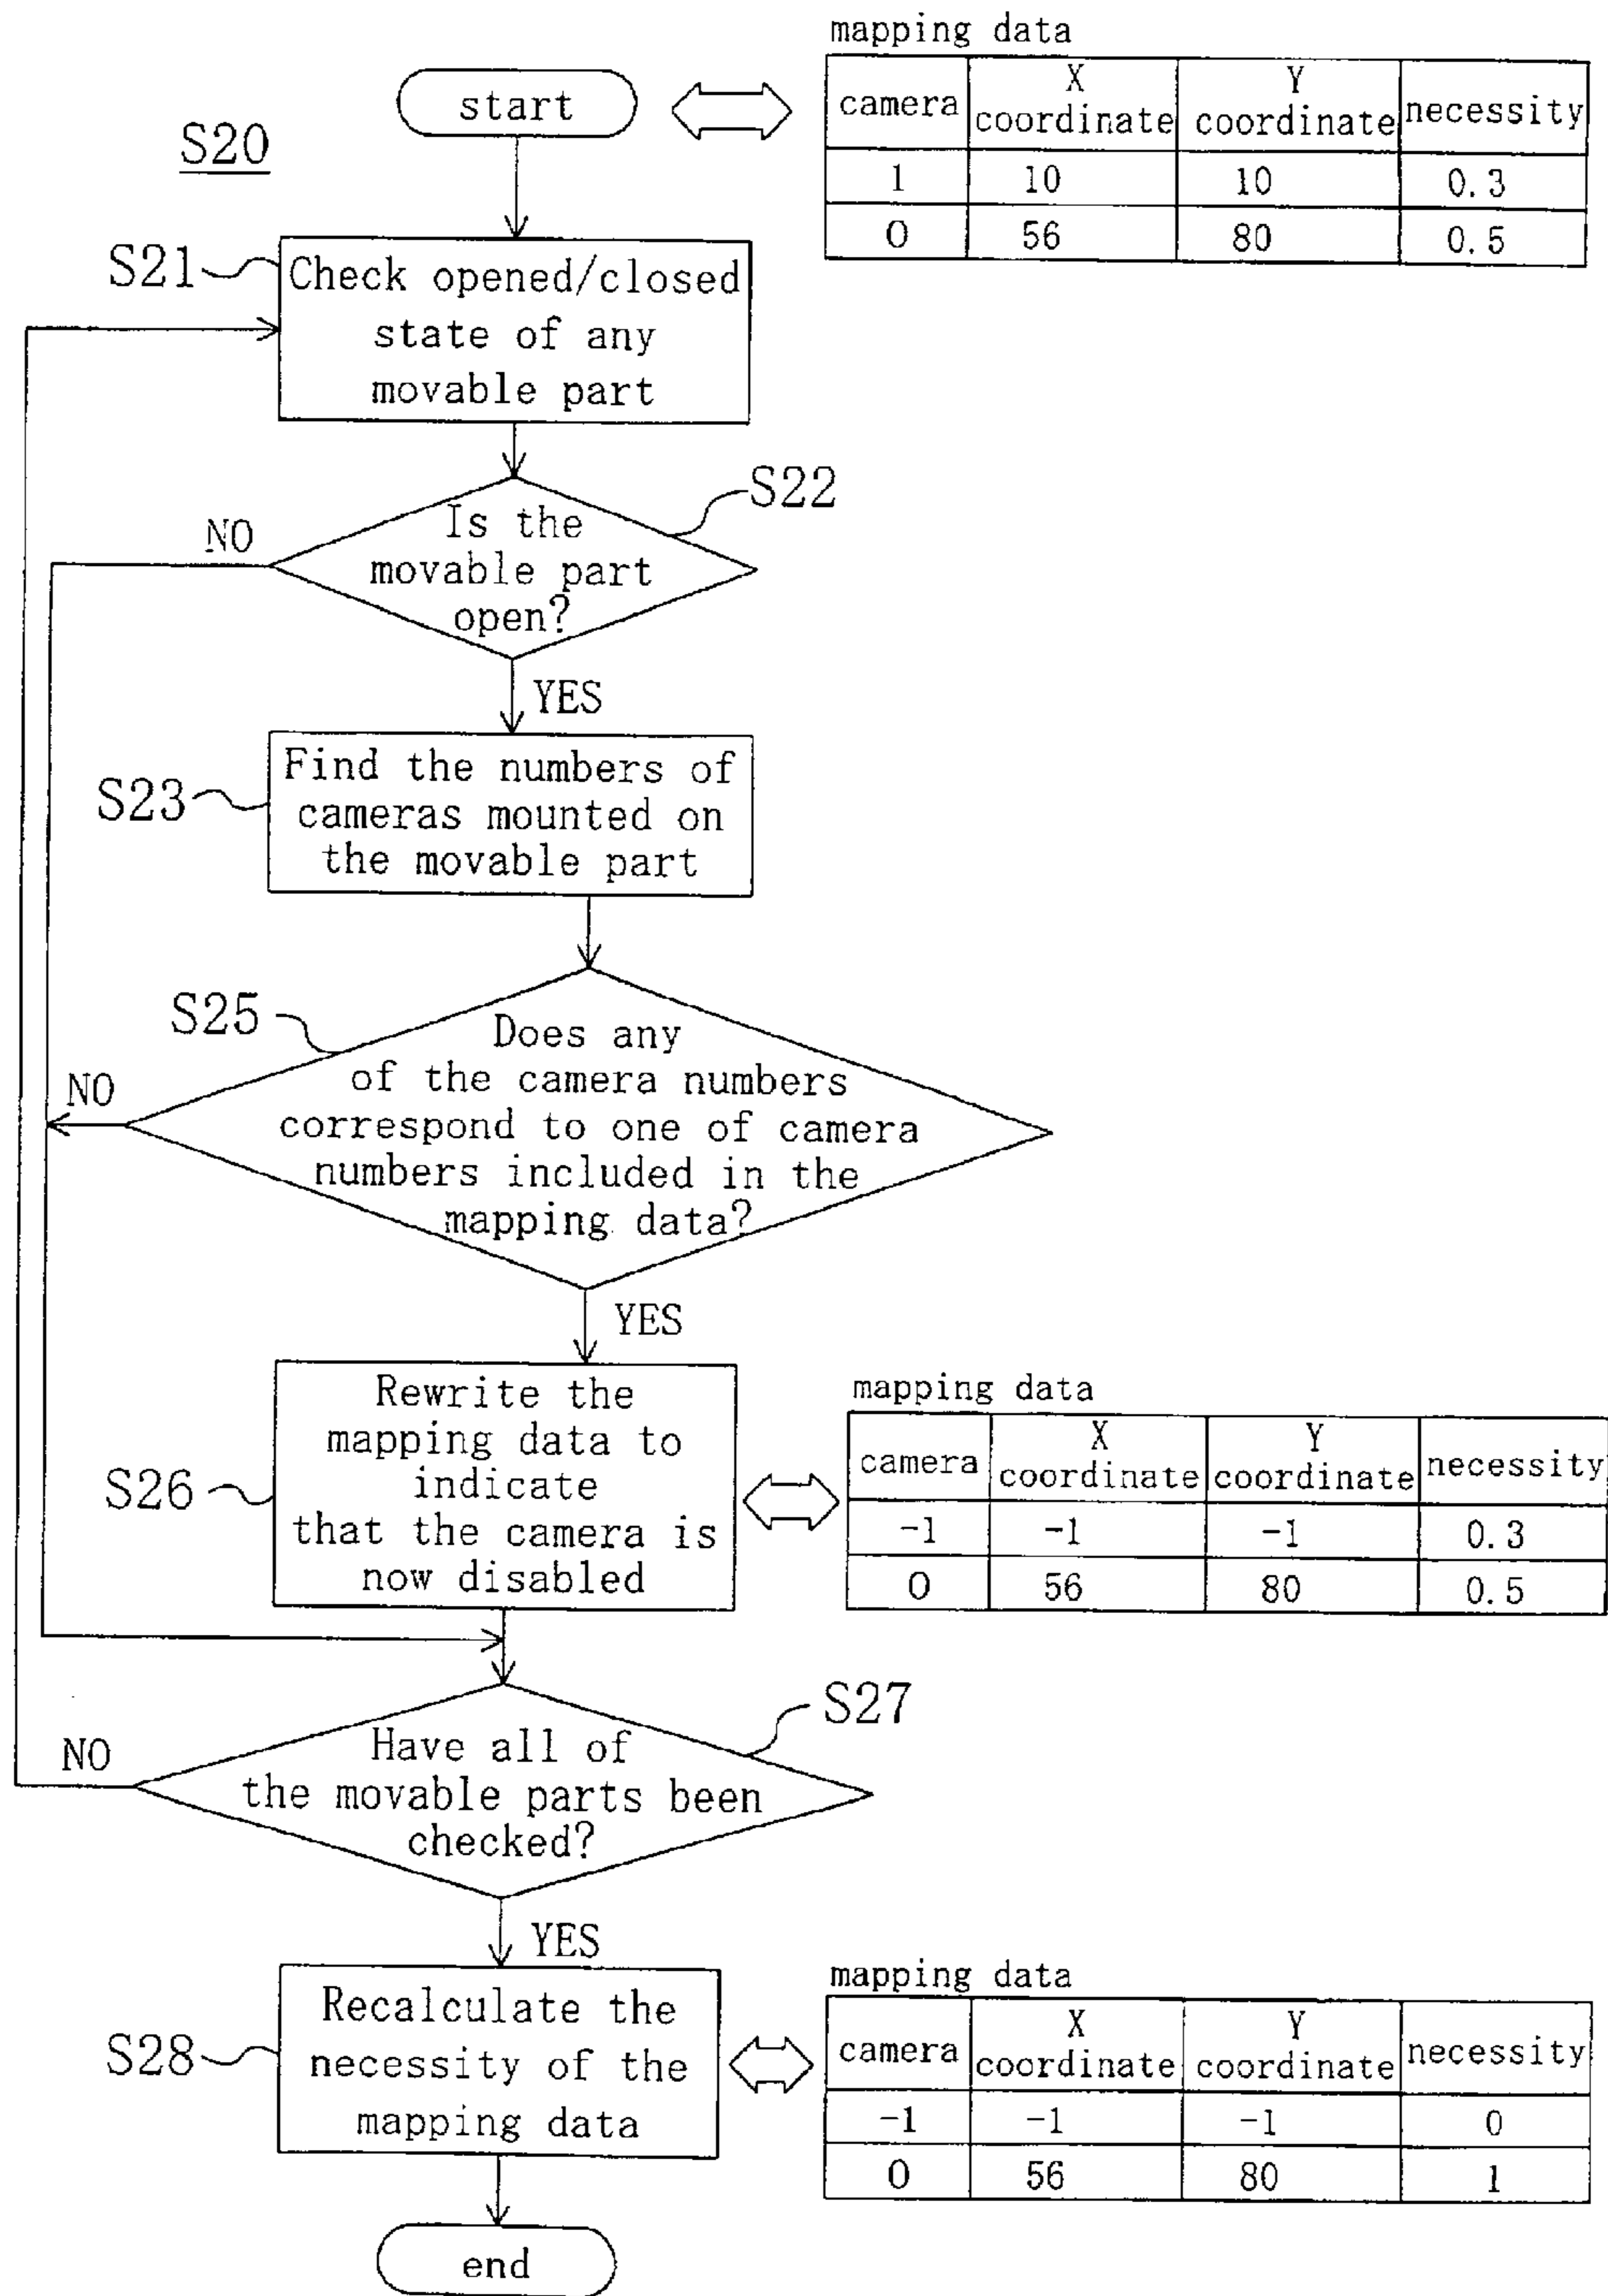 mapping data
camera X coordinate Y coordinate necessity
1 10 10 0.3
0 56 80 0.5
start
S20
S21
Check opened/closed
state of any
movable part
S22
NO
Is the
movable part
open?
YES
S23
Find the numbers of
cameras mounted on
the movable part
S25
NO
Does any
of the camera numbers
correspond to one of camera
numbers included in the
mapping data?
YES
S26
Rewrite the
mapping data to
indicate
that the camera is
now disabled
mapping data
camera X coordinate Y coordinate necessity
-1 -1 -1 0.3
0 56 80 0.5
S27
NO
Have all of
the movable parts been
checked?
YES
S28
Recalculate the
necessity of the
mapping data
mapping data
camera X coordinate Y coordinate necessity
-1 -1 -1 0
0 56 80 1
end